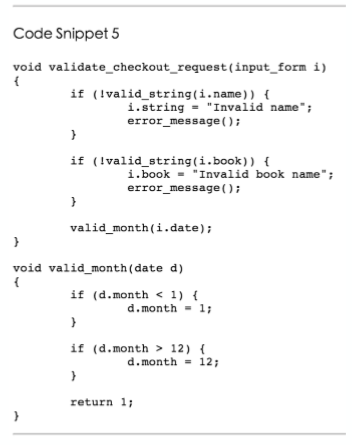 Code Snippet 5
void validate_checkout_request(input_form i)
{
if (!valid_string(i.name)) {
i.string = "Invalid name";
error_message();
}
if (!valid_string(i.book)) {
i.book = "Invalid book name";
error_message();
}
valid_month(i.date);
}
void valid_month(date d)
{
if (d.month < 1) {
d.month = 1;
}
if (d.month > 12) {
d.month = 12;
}
return 1;
}